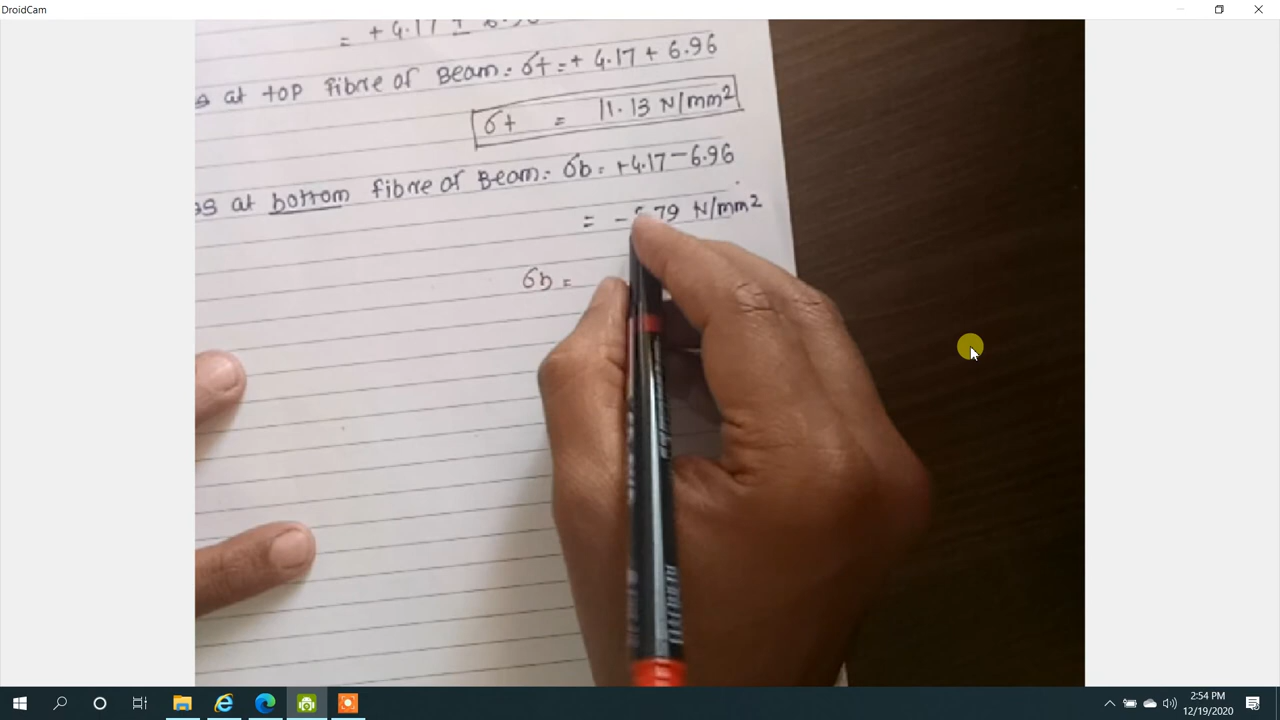 DroidCam
= + 4.17 ±
at top fibre of Beam = σt = + 4.17 + 6.96
σt = 11.13 N/mm2
at bottom fibre of Beam = σb = +4.17 - 6.96
= - .79 N/mm2
σb =
2:54 PM
12/19/2020